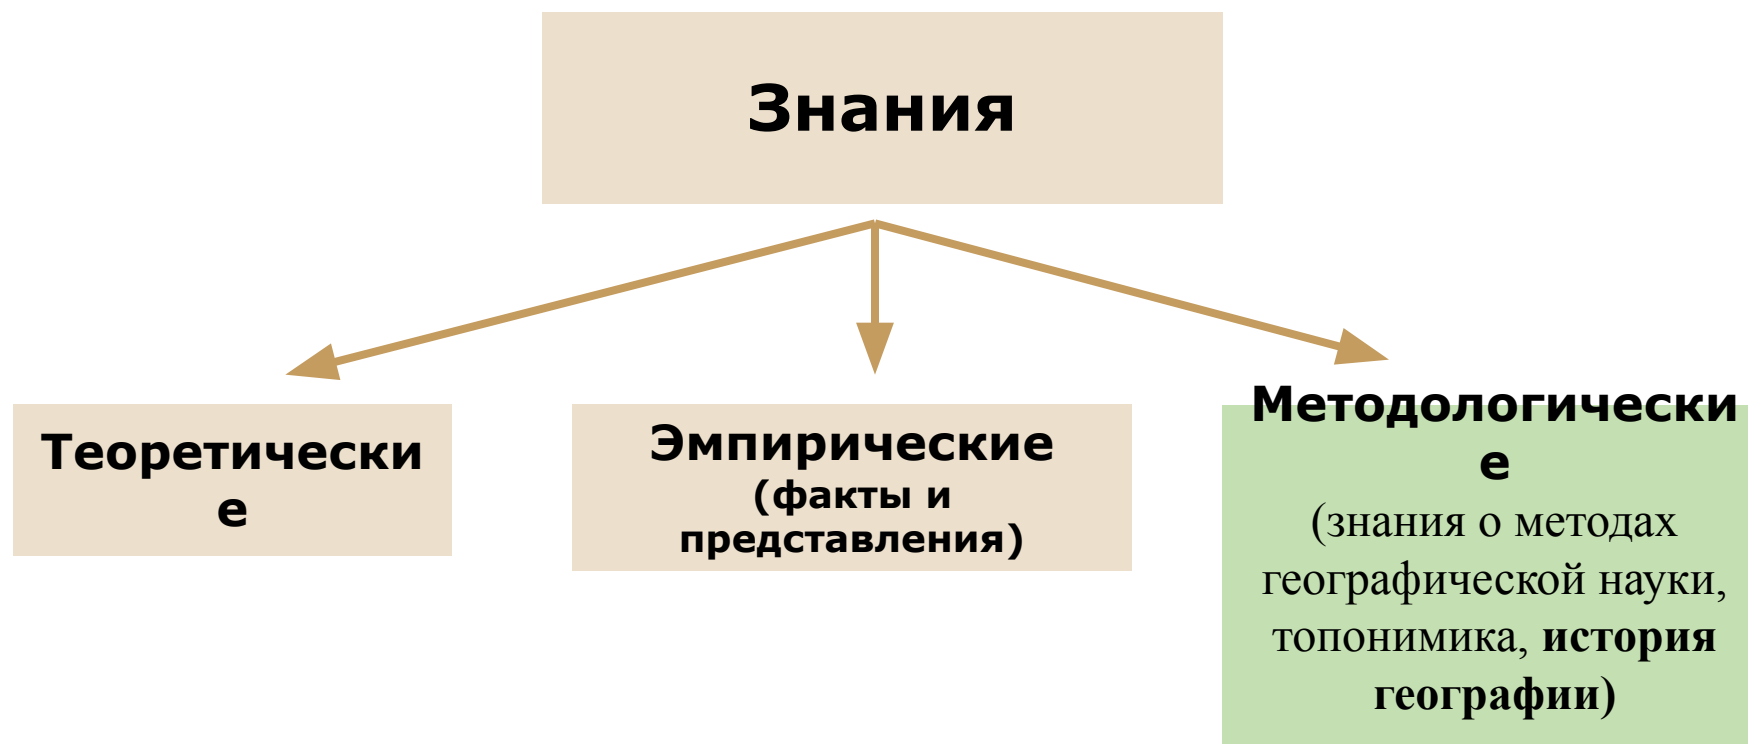 Знания
Теоретически
е
Эмпирические
(факты и
представления)
Методологически
е
(знания о методах
географической науки,
топонимика, история
географии)